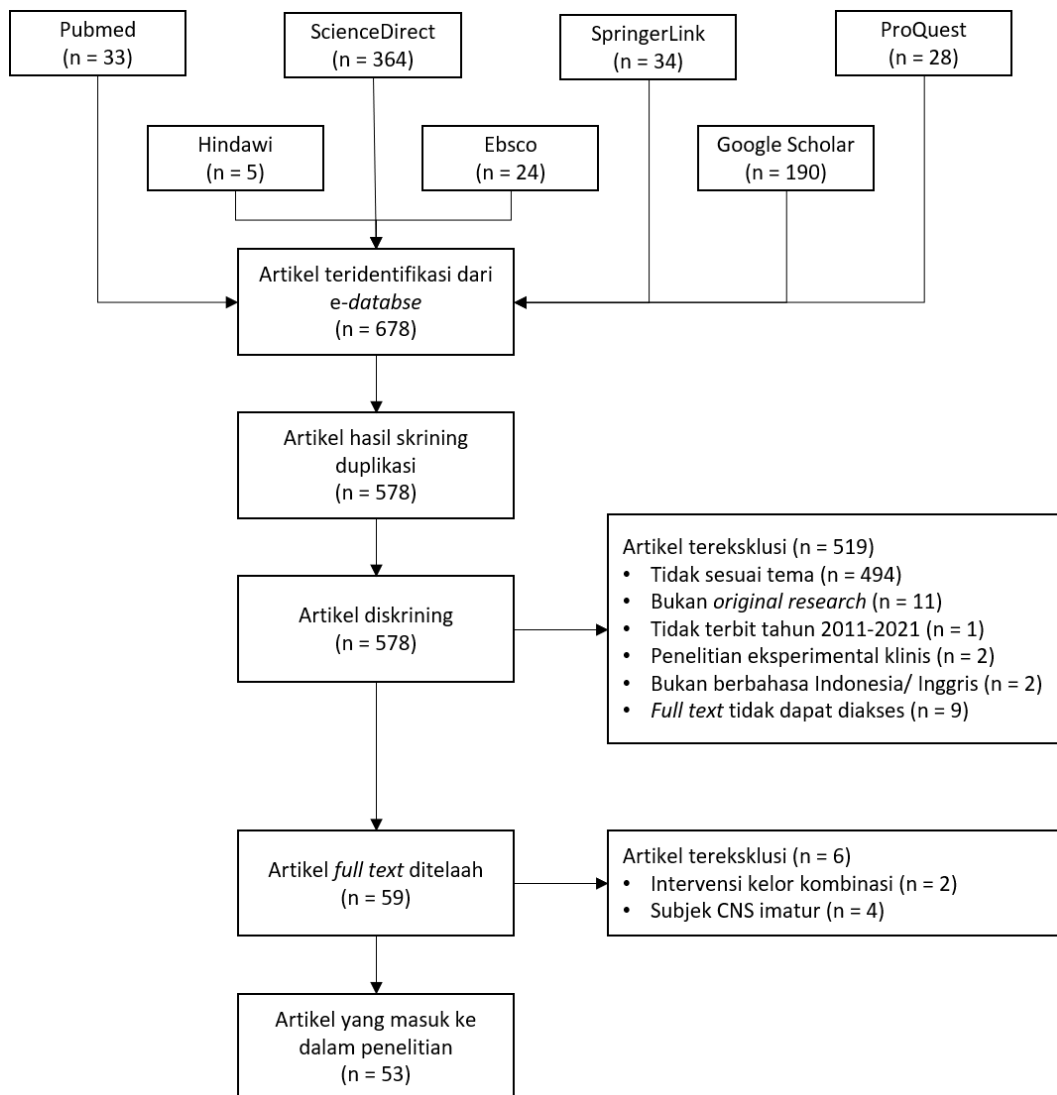 Pubmed
(n = 33)
ScienceDirect
(n = 364)
SpringerLink
(n = 34)
ProQuest
(n = 28)
Hindawi
(n = 5)
Ebsco
(n = 24)
Google Scholar
(n = 190)
Artikel teridentifikasi dari
e-databse
(n = 678)
Artikel hasil skrining
duplikasi
(n = 578)
Artikel diskrining
(n = 578)
Artikel tereksklusi (n = 519)
• Tidak sesuai tema (n = 494)
• Bukan original research (n = 11)
• Tidak terbit tahun 2011-2021 (n = 1)
• Penelitian eksperimental klinis (n = 2)
• Bukan berbahasa Indonesia/ Inggris (n = 2)
• Full text tidak dapat diakses (n = 9)
Artikel full text ditelaah
(n = 59)
Artikel tereksklusi (n = 6)
• Intervensi kelor kombinasi (n = 2)
• Subjek CNS imatur (n = 4)
Artikel yang masuk ke
dalam penelitian
(n = 53)